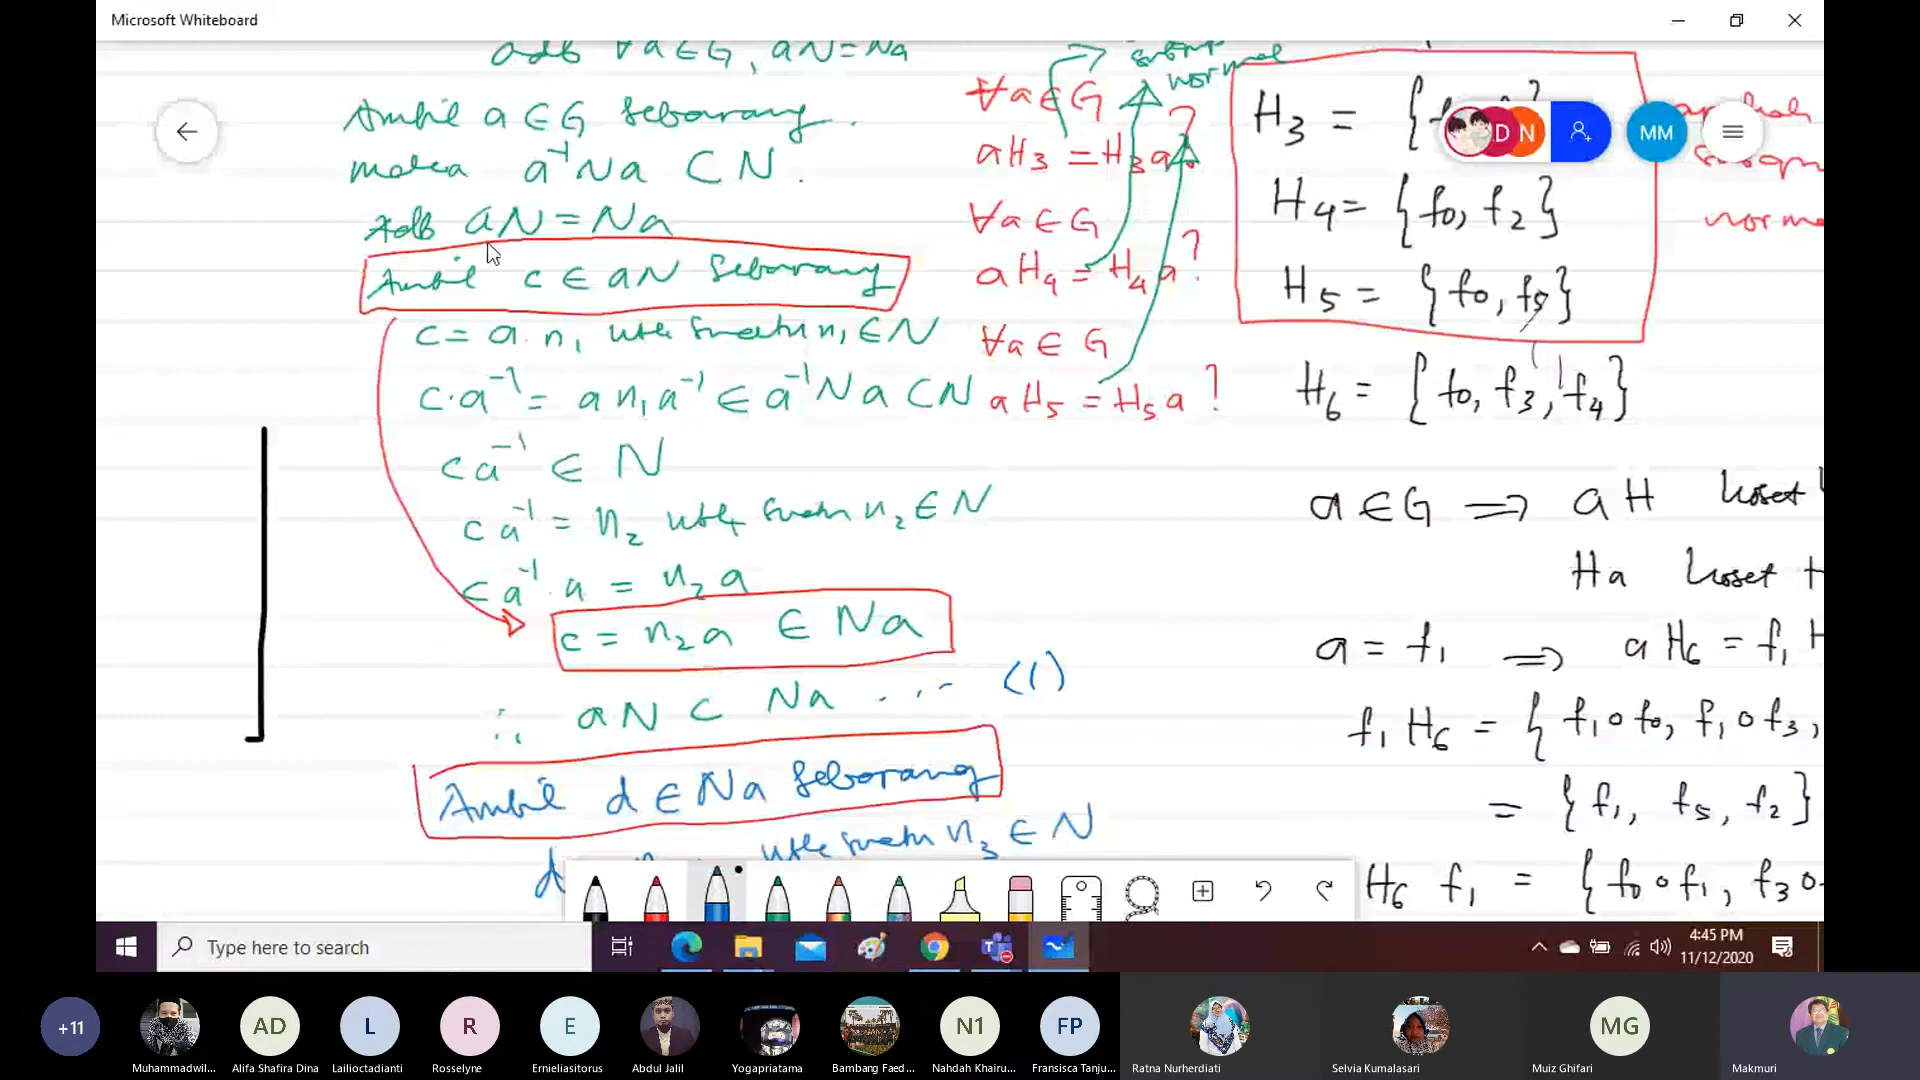 Microsoft Whiteboard
adb ∀a∈G, aN=Na
Ambil a∈G sebarang.
maka a⁻¹Na ⊂ N.
adb aN = Na
Ambil c ∈ aN sebarang
c = a.n₁ utk suatu n₁ ∈ N
c.a⁻¹ = an₁a⁻¹ ∈ a⁻¹Na ⊂ N
ca⁻¹ ∈ N
ca⁻¹ = n₂ utk suatu n₂ ∈ N
ca⁻¹.a = n₂a
c = n₂a ∈ Na
∴ aN ⊂ Na ... (1)
Ambil d ∈ Na sebarang
d utk suatu n₃ ∈ N
normal
∀a∈G
aH₃ = H₃a?
∀a∈G
aH₄ = H₄a?
∀a∈G
aH₅ = H₅a?
H₃ = {f
H₄ = {f₀, f₂}
H₅ = {f₀, f₅}
H₆ = {f₀, f₃, f₄}
norma
D N MM
a∈G ⇒ aH koset
Ha koset
a = f₁ ⇒ aH₆ = f₁H
f₁H₆ = {f₁∘f₀, f₁∘f₃,
= {f₁, f₅, f₂}
H₆f₁ = {f₀∘f₁, f₃∘
Type here to search
4:45 PM
11/12/2020
+11 AD L R E N1 FP MG
Muhammadwil... Alifa Shafira Dina Lailioctadianti Rosselyne Ernieliasitorus Abdul Jalil Yogapriatama Bambang Faed... Nahdah Khairu... Fransisca Tanju... Ratna Nurherdiati Selvia Kumalasari Muiz Ghifari Makmuri